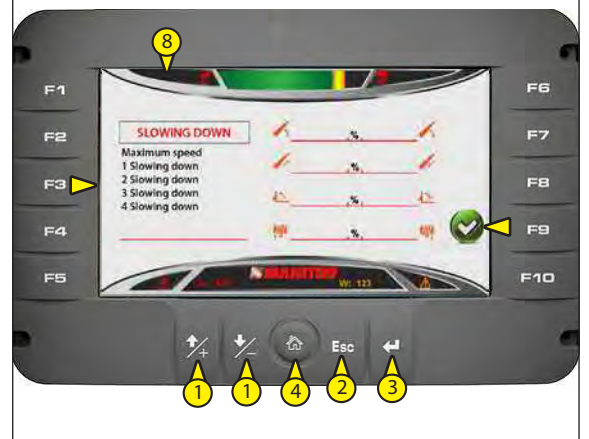 8
F1
F2
F3
F4
F5
F6
F7
F8
F9
F10
SLOWING DOWN
Maximum speed
1 Slowing down
2 Slowing down
3 Slowing down
4 Slowing down
.%.
.%.
.%.
.%.
MANITOU
W: 123
+
−
Esc
1
1
4
2
3